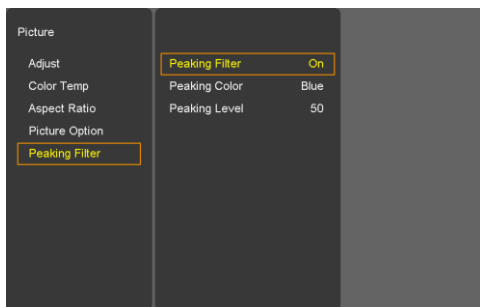 Picture
Adjust
Color Temp
Aspect Ratio
Picture Option
Peaking Filter
Peaking Filter On
Peaking Color Blue
Peaking Level 50